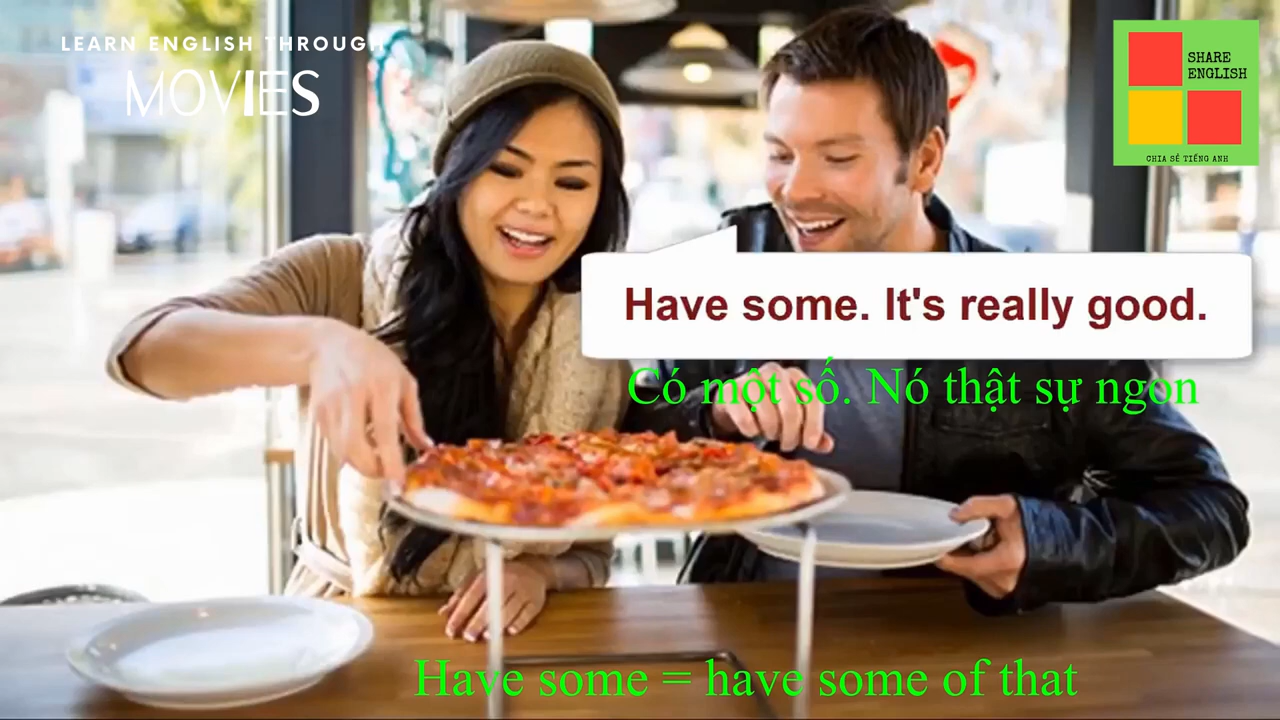 LEARN ENGLISH THROUGH
MOVIES
SHARE
ENGLISH
CHIA SẺ TIẾNG ANH
Have some. It's really good.
Có một số. Nó thật sự ngon
Have some = have some of that